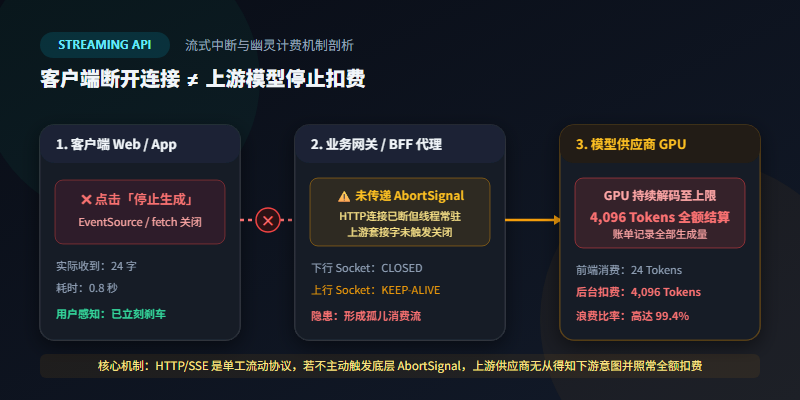 STREAMING API 流式中断与幽灵计费机制剖析
客户端断开连接 ≠ 上游模型停止扣费
1. 客户端 Web / App
❌ 点击「停止生成」
EventSource / fetch 关闭
实际收到：24 字
耗时：0.8 秒
用户感知：已立刻刹车
2. 业务网关 / BFF 代理
⚠️ 未传递 AbortSignal
HTTP连接已断但线程常驻
上游套接字未触发关闭
下行 Socket：CLOSED
上行 Socket：KEEP-ALIVE
隐患：形成孤儿消费流
3. 模型供应商 GPU
GPU 持续解码至上限
4,096 Tokens 全额结算
账单记录全部生成量
前端消费：24 Tokens
后台扣费：4,096 Tokens
浪费比率：高达 99.4%
核心机制：HTTP/SSE 是单工流动协议，若不主动触发底层 AbortSignal，上游供应商无从得知下游意图并照常全额扣费